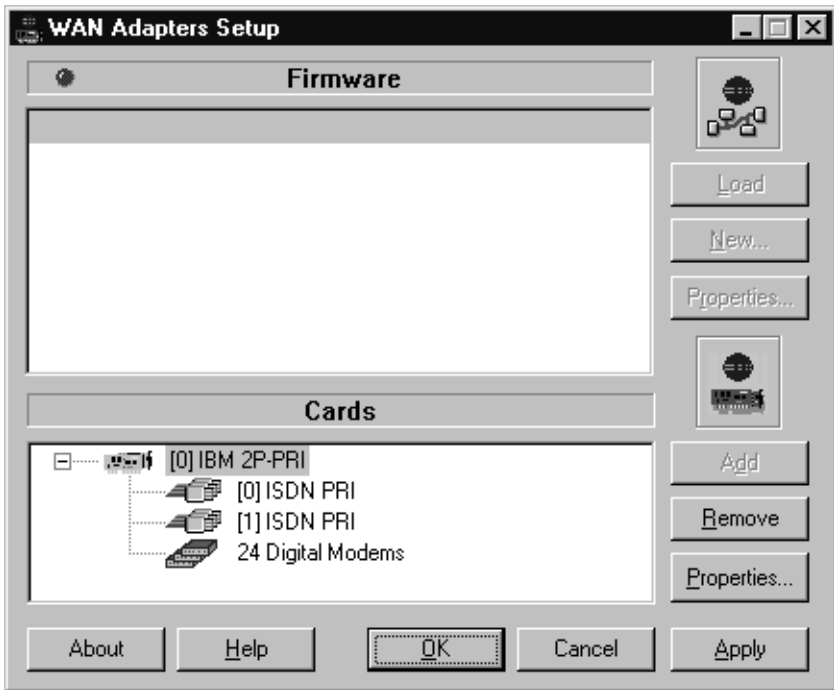 WAN Adapters Setup
Firmware
Load
New...
Properties...
Cards
[0] IBM 2P-PRI
[0] ISDN PRI
[1] ISDN PRI
24 Digital Modems
Add
Remove
Properties...
About
Help
OK
Cancel
Apply